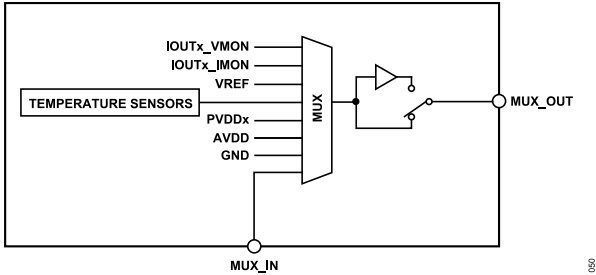 IOUTx_VMON
IOUTx_IMON
VREF
TEMPERATURE SENSORS
PVDDx
AVDD
GND
MUX
MUX_OUT
MUX_IN
050